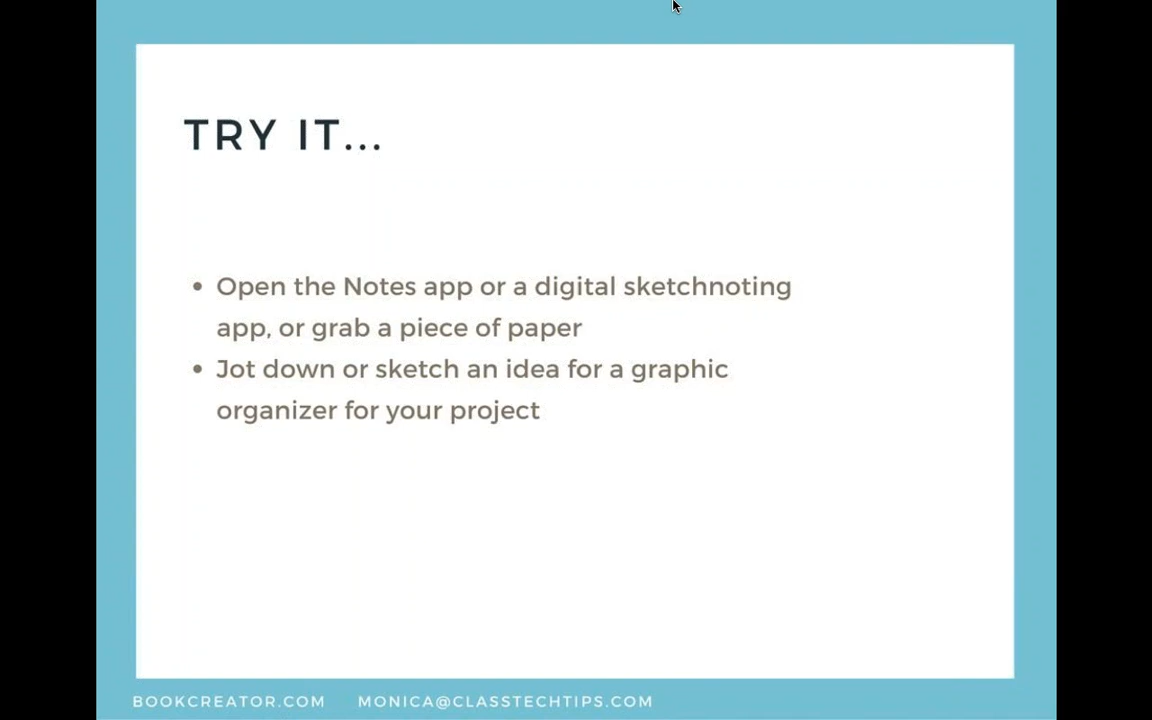 TRY IT...
• Open the Notes app or a digital sketchnoting
app, or grab a piece of paper
• Jot down or sketch an idea for a graphic
organizer for your project
BOOKCREATOR.COM MONICA@CLASSTECHTIPS.COM